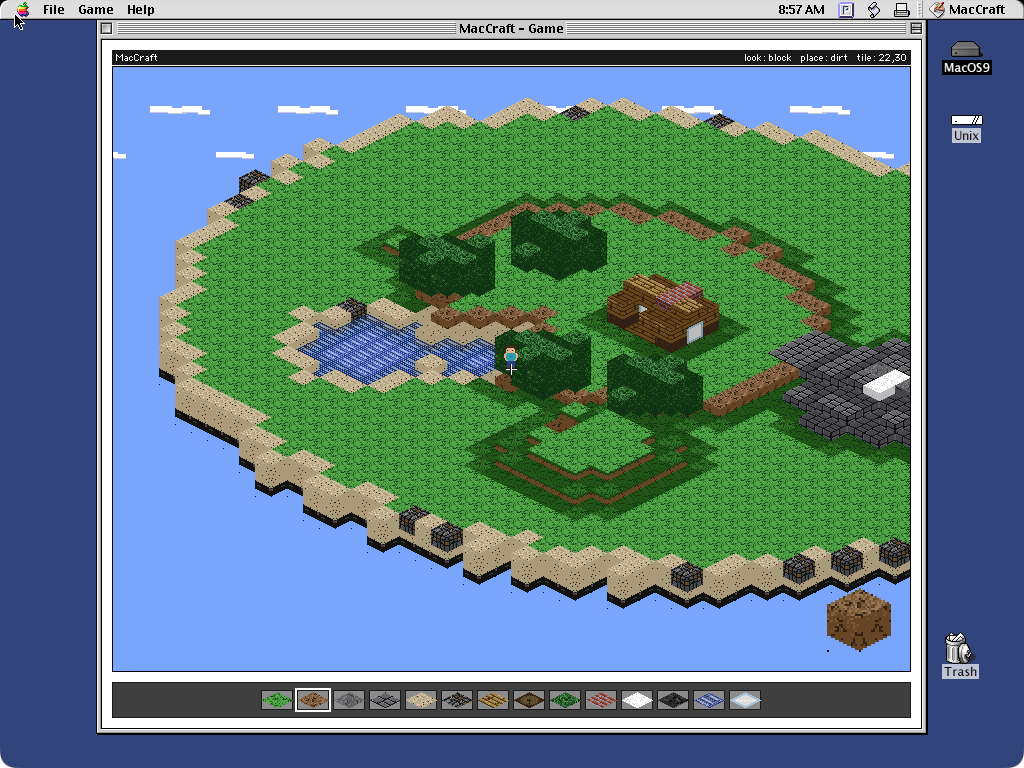 File Game Help 8:57 AM MacCraft
MacCraft - Game
MacCraft look: block place: dirt tile: 22,30
MacOS9
Unix
Trash